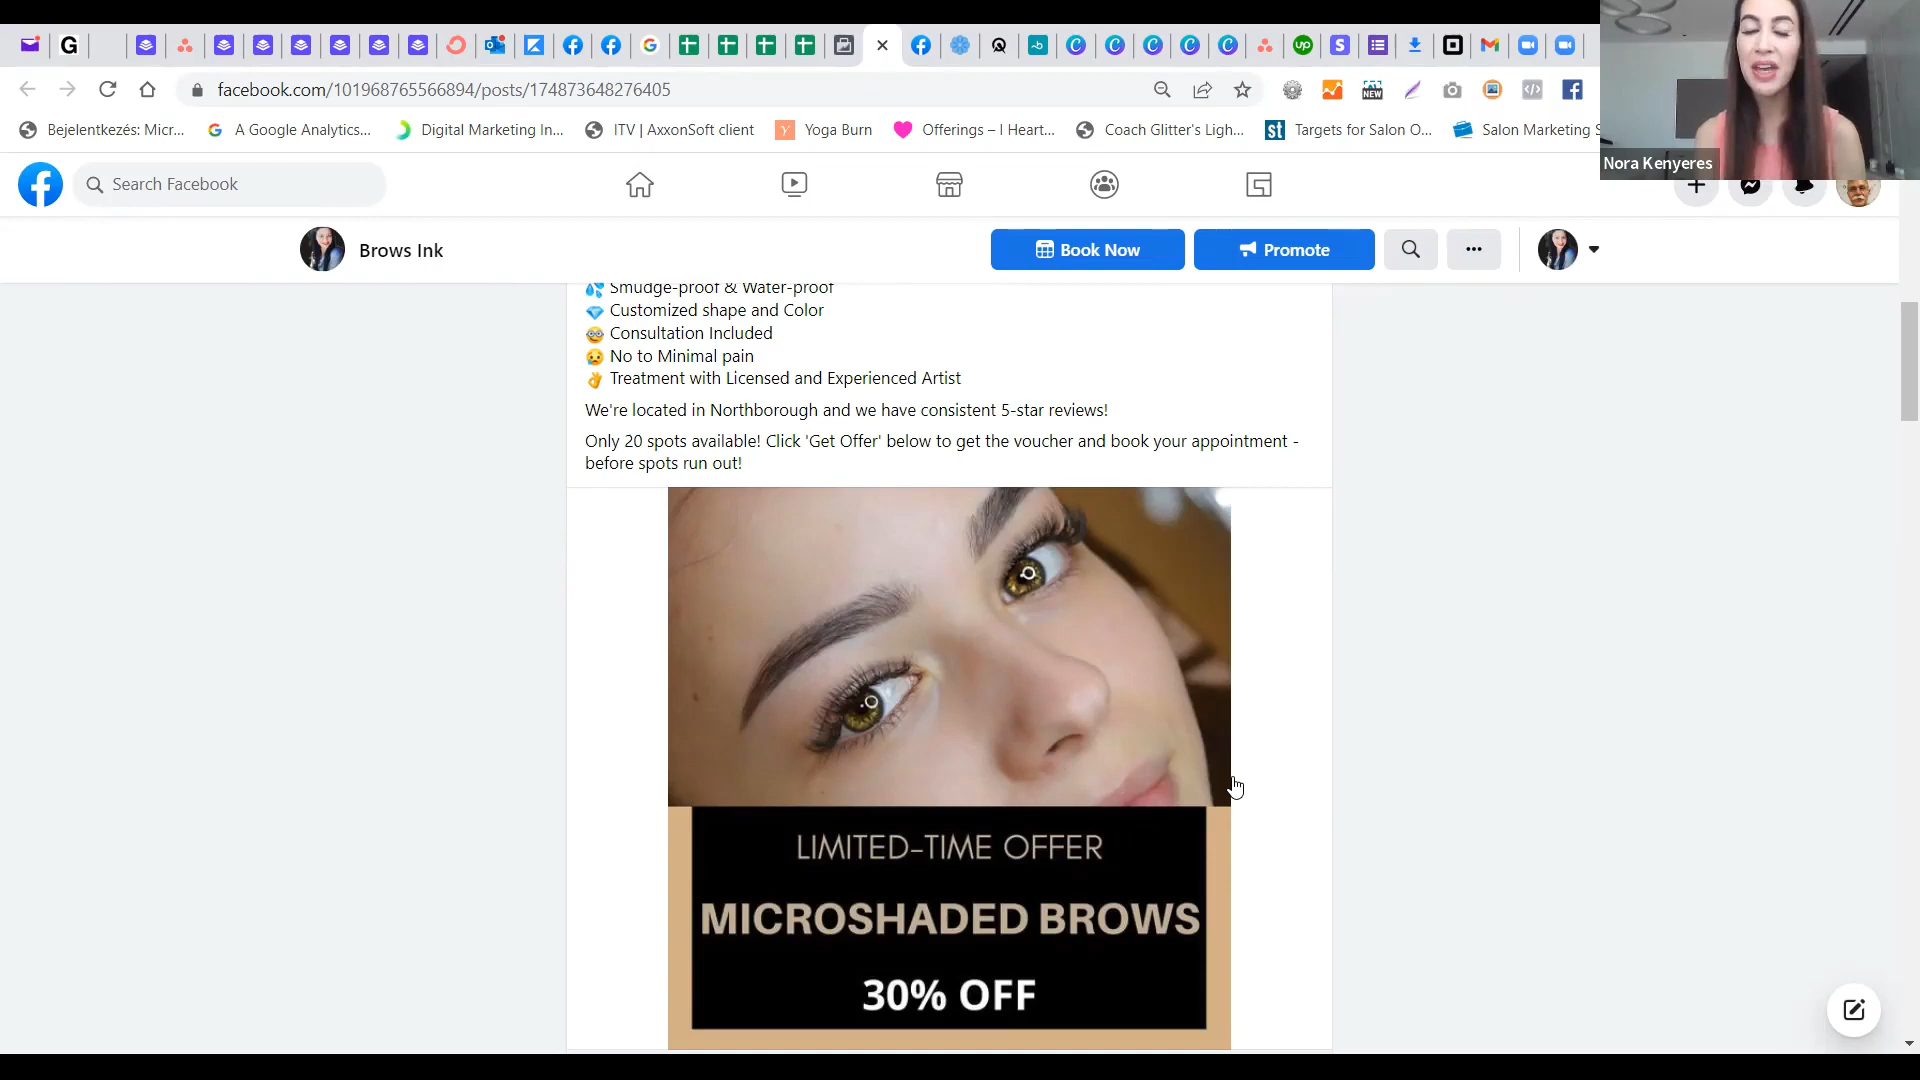 facebook.com/101968765566894/posts/174873648276405
Bejelentkezés: Micr...
A Google Analytics...
Digital Marketing In...
ITV | AxxonSoft client
Yoga Burn
Offerings – I Heart...
Coach Glitter's Ligh...
Targets for Salon O...
Salon Marketing S
Nora Kenyeres
Search Facebook
Brows Ink
Book Now
Promote
Smudge-proof & Water-proof
Customized shape and Color
Consultation Included
No to Minimal pain
Treatment with Licensed and Experienced Artist
We're located in Northborough and we have consistent 5-star reviews!
Only 20 spots available! Click 'Get Offer' below to get the voucher and book your appointment -
before spots run out!
LIMITED-TIME OFFER
MICROSHADED BROWS
30% OFF